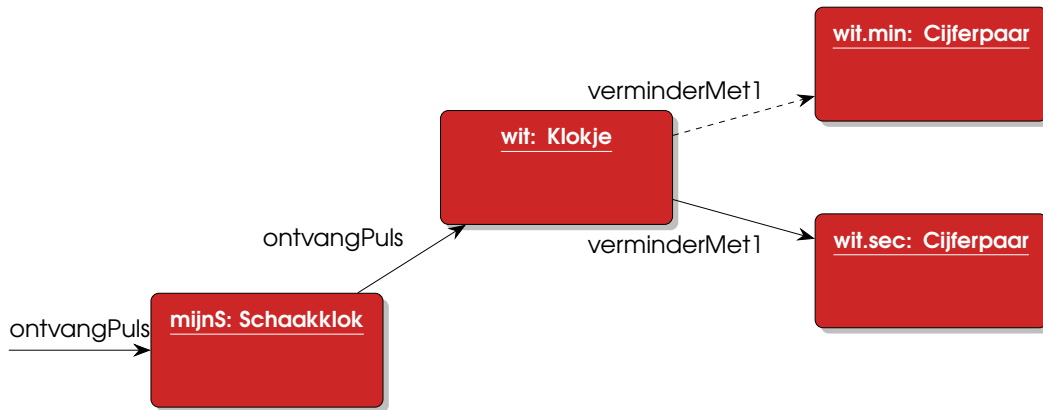 wit.min: Cijferpaar
verminderMet1
wit: Klokje
wit.sec: Cijferpaar
verminderMet1
ontvangPuls
mijnS: Schaakklok
ontvangPuls